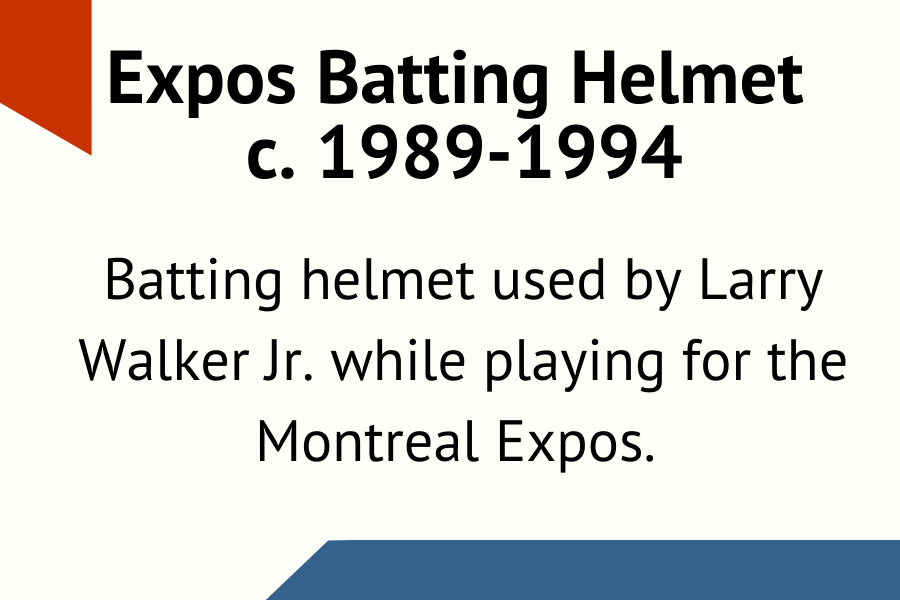 Expos Batting Helmet
c. 1989-1994
Batting helmet used by Larry
Walker Jr. while playing for the
Montreal Expos.